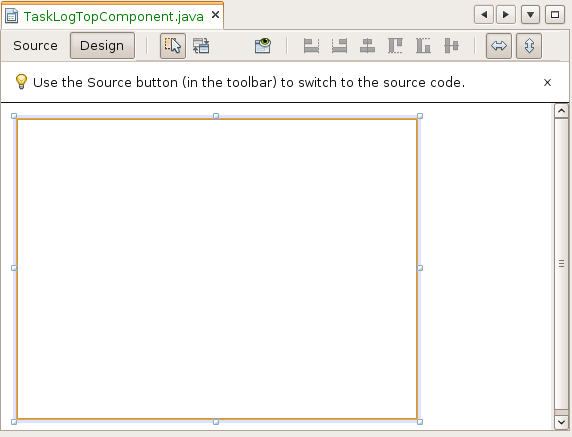 TaskLogTopComponent.java
Source Design
Use the Source button (in the toolbar) to switch to the source code.